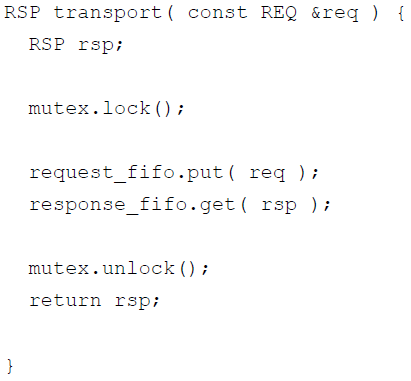 RSP transport( const REQ &req ) {
RSP rsp;
mutex.lock();
request_fifo.put( req );
response_fifo.get( rsp );
mutex.unlock();
return rsp;
}